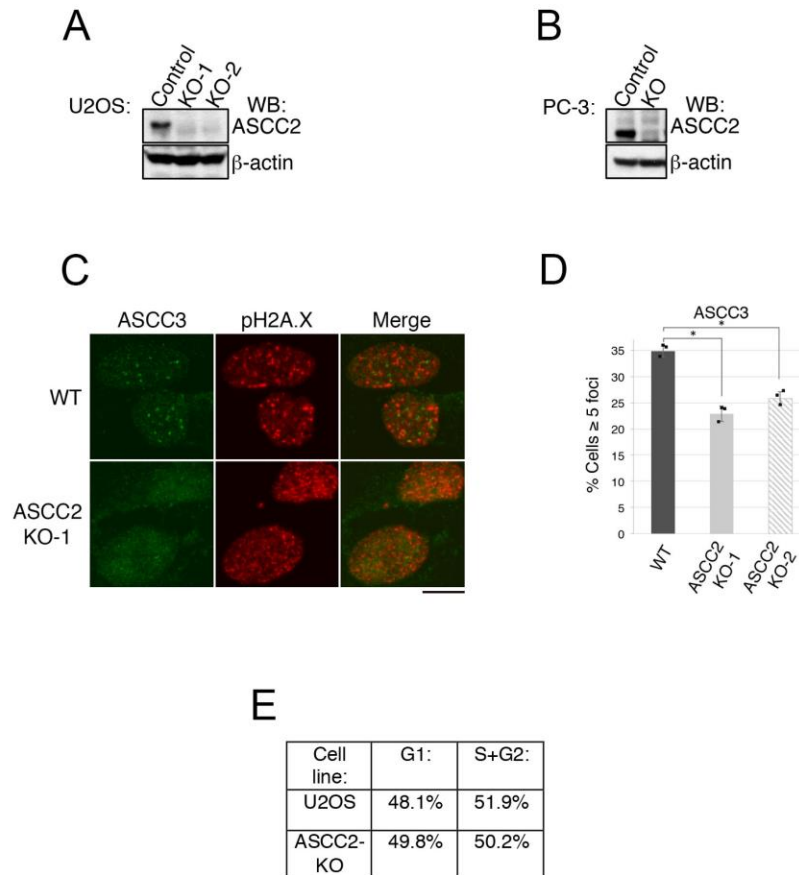 A
U2OS:
Control
KO-1
KO-2
WB:
ASCC2
β-actin
B
PC-3:
Control
KO
WB:
ASCC2
β-actin
C
ASCC3 pH2A.X Merge
WT
ASCC2
KO-1
D
ASCC3
*
*
% Cells ≥ 5 foci
35
30
25
20
15
10
5
0
WT
ASCC2
KO-1
ASCC2
KO-2
E
Cell
line:
G1:
S+G2:
U2OS 48.1% 51.9%
ASCC2-
KO
49.8% 50.2%